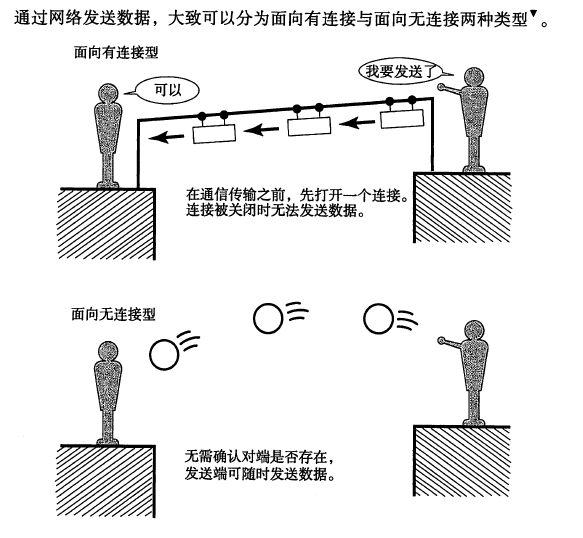 通过网络发送数据，大致可以分为面向有连接与面向无连接两种类型▼。
面向有连接型
可以
我要发送了
在通信传输之前，先打开一个连接。
连接被关闭时无法发送数据。
面向无连接型
无需确认对端是否存在，
发送端可随时发送数据。